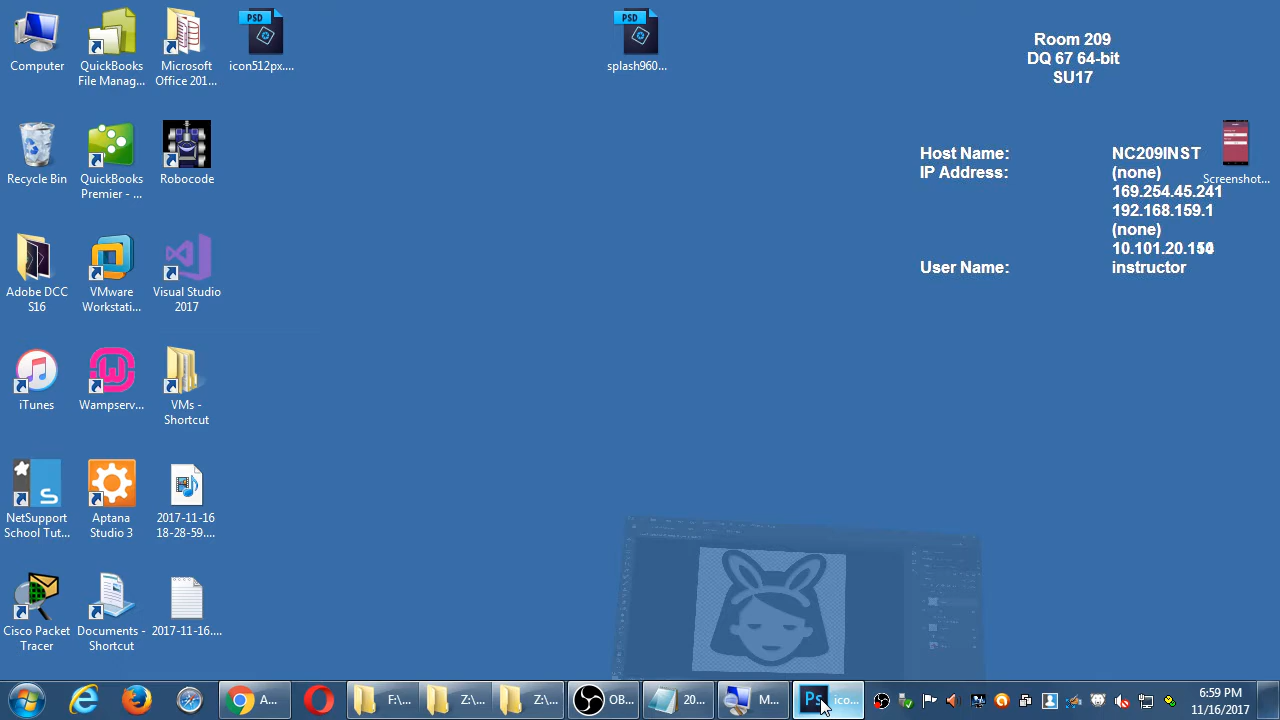 Computer
QuickBooks
File Manag...
Microsoft
Office 201...
PSD
icon512px....
PSD
splash960...
Room 209
DQ 67 64-bit
SU17
Recycle Bin
QuickBooks
Premier - ...
Robocode
Host Name:
NC209INST
IP Address:
(none)
169.254.45.241
192.168.159.1
(none)
User Name:
instructor
Screenshot...
Adobe DCC
S16
VMware
Workstati...
Visual Studio
2017
iTunes
Wampserv...
VMs -
Shortcut
NetSupport
School Tut...
Aptana
Studio 3
2017-11-16
18-28-59....
Cisco Packet
Tracer
Documents -
Shortcut
2017-11-16....
A...
F:\...
Z:\...
Z:\...
OB...
20...
M...
Ps
ico...
6:59 PM
11/16/2017